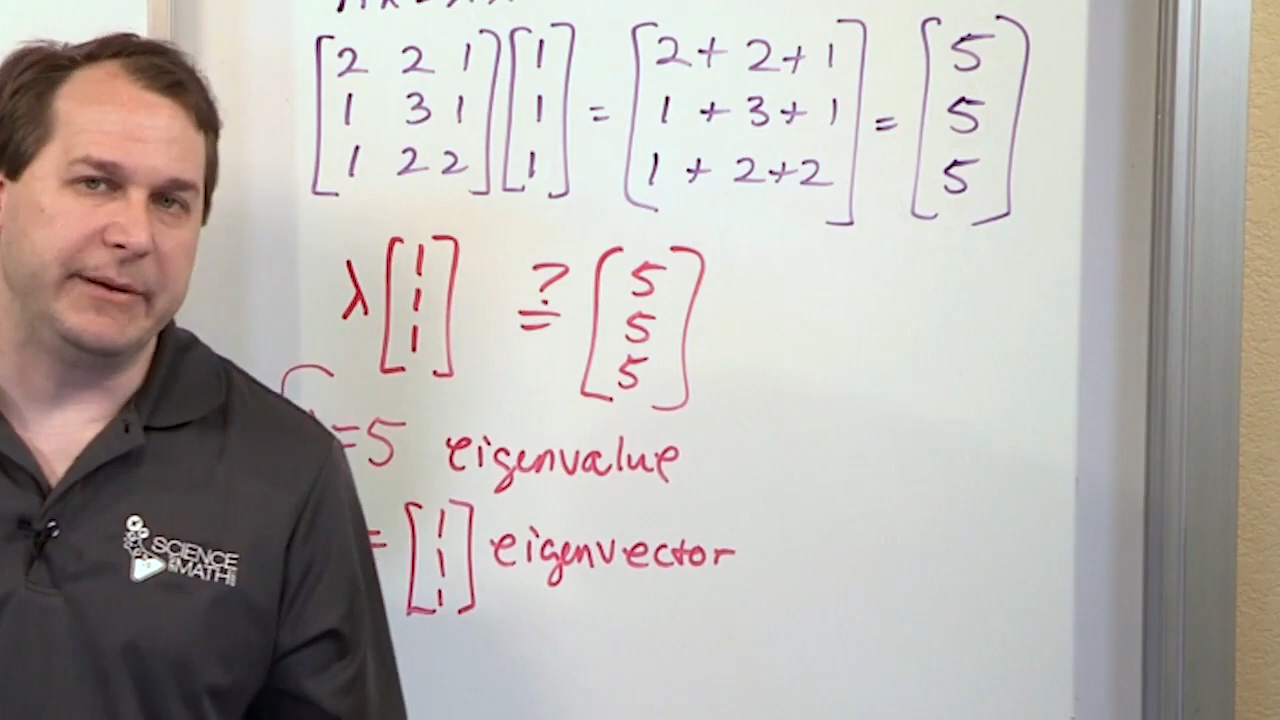 [2 2 1] [1] = [2 + 2 + 1] = [5]
[1 3 1] [1] [1 + 3 + 1] [5]
[1 2 2] [1] [1 + 2 + 2] [5]
λ [1] ?= [5]
[1] [5]
[1] [5]
=5 eigenvalue
= [1] eigenvector
[1]
[1]
SCIENCE
MATH